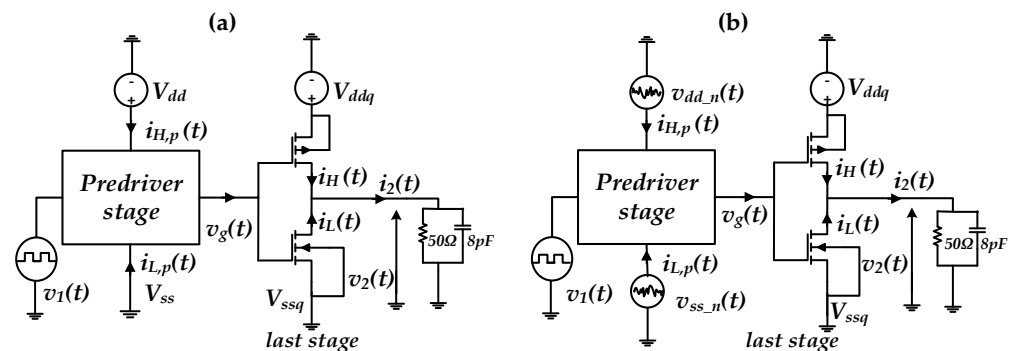 (a)
-
+
V_dd
i_H,p(t)
Predriver
stage
v_g(t)
i_L,p(t)
V_ss
v_1(t)
-
+
V_ddq
i_H(t)
i_2(t)
i_L(t)
50Ω
8pF
v_2(t)
V_ssq
last stage
(b)
v_dd_n(t)
i_H,p(t)
Predriver
stage
v_g(t)
i_L,p(t)
v_ss_n(t)
v_1(t)
-
+
V_ddq
i_H(t)
i_2(t)
i_L(t)
50Ω
8pF
v_2(t)
V_ssq
last stage